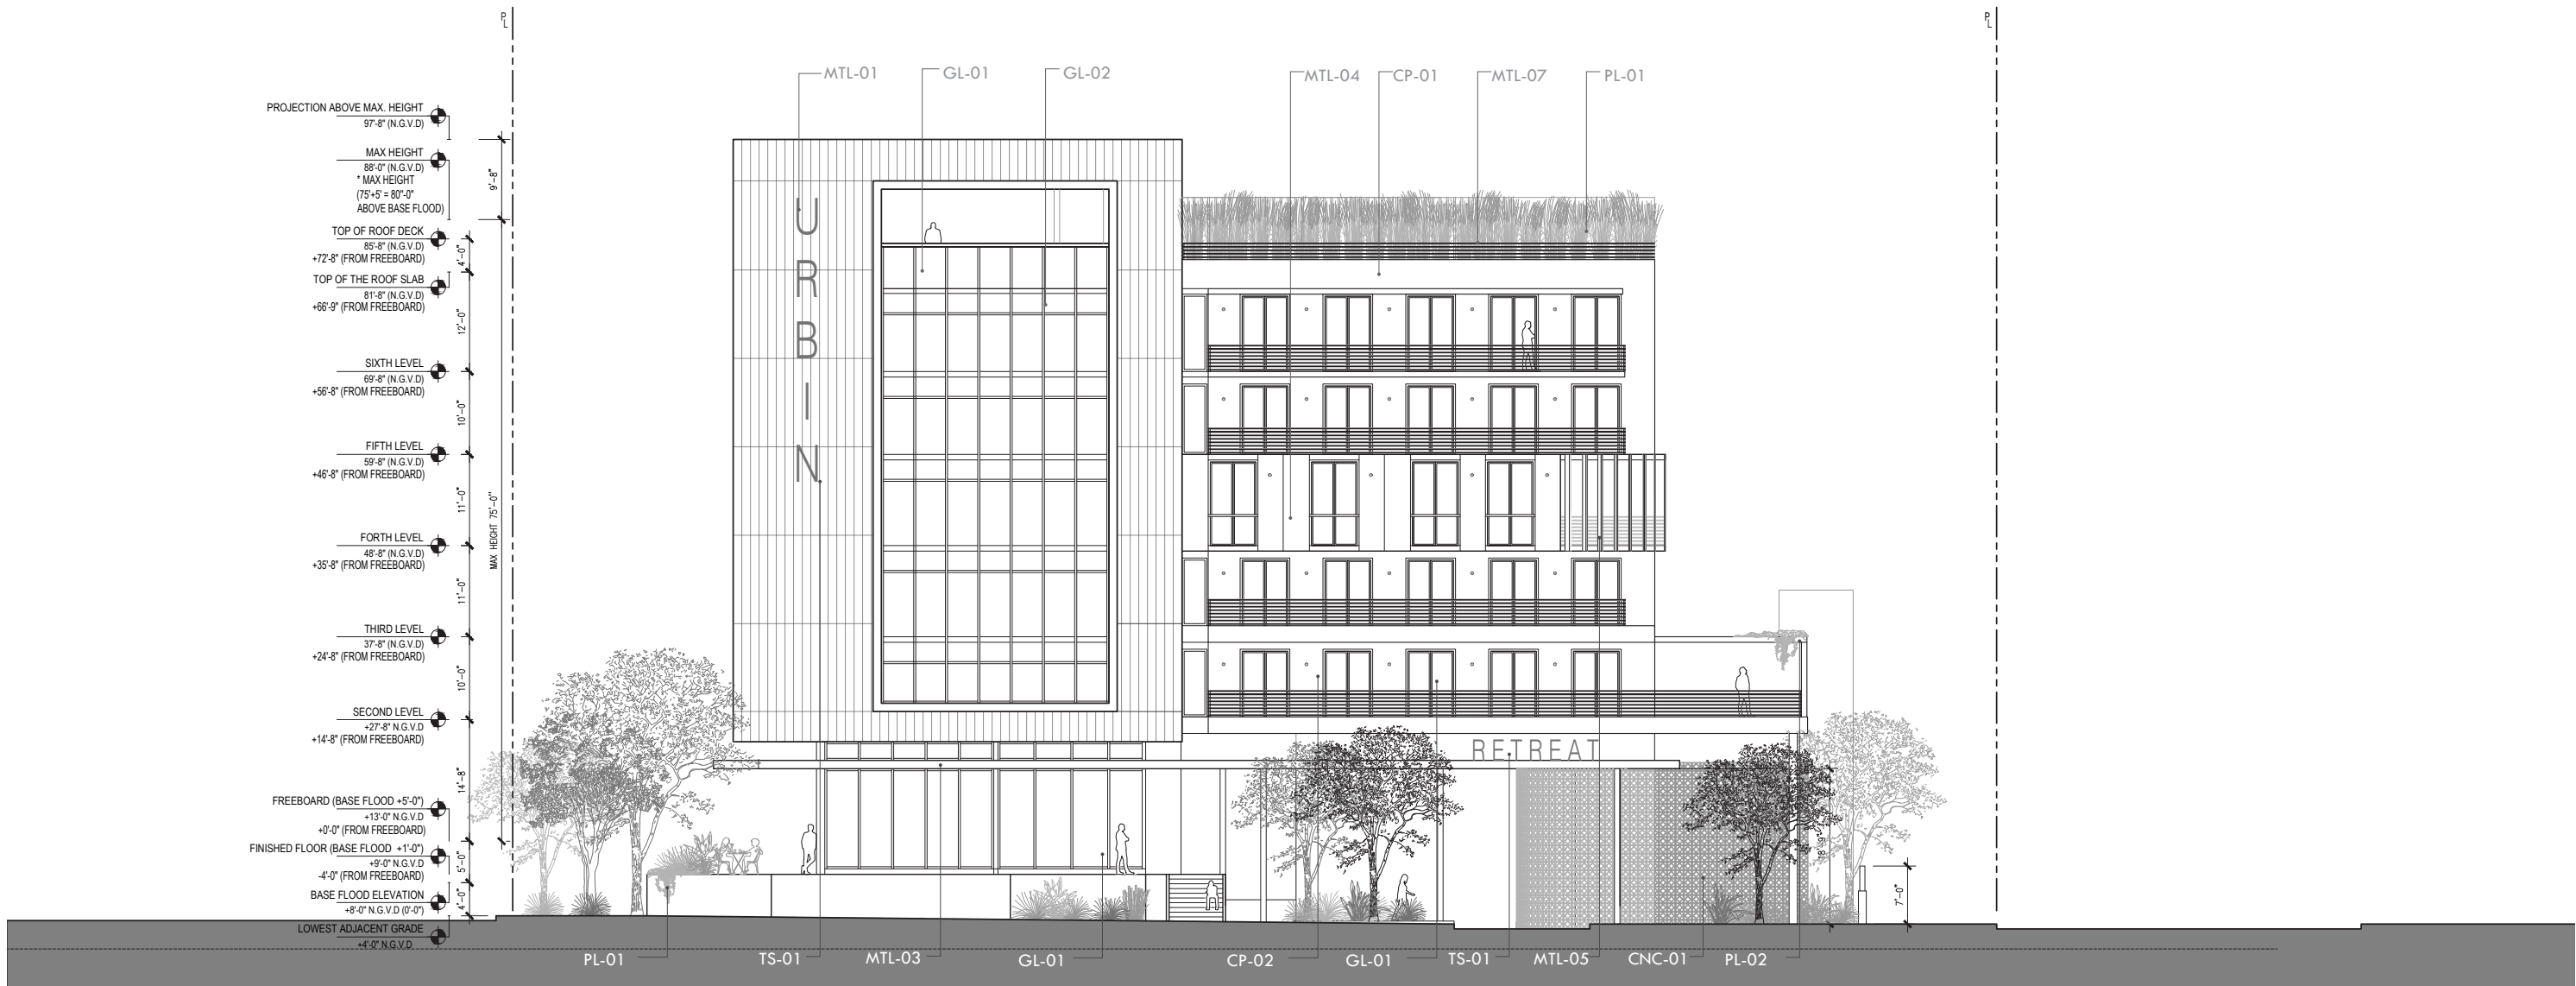 PL
PL
MTL-01
GL-01
GL-02
MTL-04
CP-01
MTL-07
PL-01
PROJECTION ABOVE MAX. HEIGHT
97'-8" (N.G.V.D)
MAX HEIGHT
88'-0" (N.G.V.D)
* MAX HEIGHT
(75'+5' = 80"-0"
ABOVE BASE FLOOD)
9'-8"
TOP OF ROOF DECK
85'-8" (N.G.V.D)
+72'-8" (FROM FREEBOARD)
4'-0"
TOP OF THE ROOF SLAB
81'-8" (N.G.V.D)
+66'-9" (FROM FREEBOARD)
12'-0"
SIXTH LEVEL
69'-8" (N.G.V.D)
+56'-8" (FROM FREEBOARD)
10'-0"
FIFTH LEVEL
59'-8" (N.G.V.D)
+46'-8" (FROM FREEBOARD)
11'-0"
MAX HEIGHT 75'-0"
FORTH LEVEL
48'-8" (N.G.V.D)
+35'-8" (FROM FREEBOARD)
11'-0"
THIRD LEVEL
37'-8" (N.G.V.D)
+24'-8" (FROM FREEBOARD)
10'-0"
SECOND LEVEL
+27'-8" N.G.V.D
+14'-8" (FROM FREEBOARD)
14'-8"
FREEBOARD (BASE FLOOD +5'-0")
+13'-0" N.G.V.D
+0'-0" (FROM FREEBOARD)
FINISHED FLOOR (BASE FLOOD +1'-0")
+9'-0" N.G.V.D
-4'-0" (FROM FREEBOARD)
5'-0"
BASE FLOOD ELEVATION
+8'-0" N.G.V.D (0'-0")
4'-0"
LOWEST ADJACENT GRADE
+4'-0" N.G.V.D
URBIN
RETREAT
7'-0"
PL-01
TS-01
MTL-03
GL-01
CP-02
GL-01
TS-01
MTL-05
CNC-01
PL-02